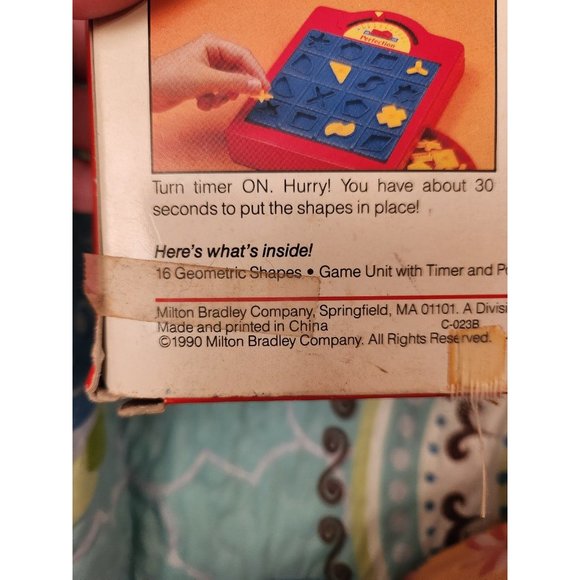 Perfection
Turn timer ON. Hurry! You have about 30
seconds to put the shapes in place!
Here's what's inside!
16 Geometric Shapes • Game Unit with Timer and
Milton Bradley Company, Springfield, MA 01101. A
Made and printed in China C-023B
©1990 Milton Bradley Company. All Rights Reserved.